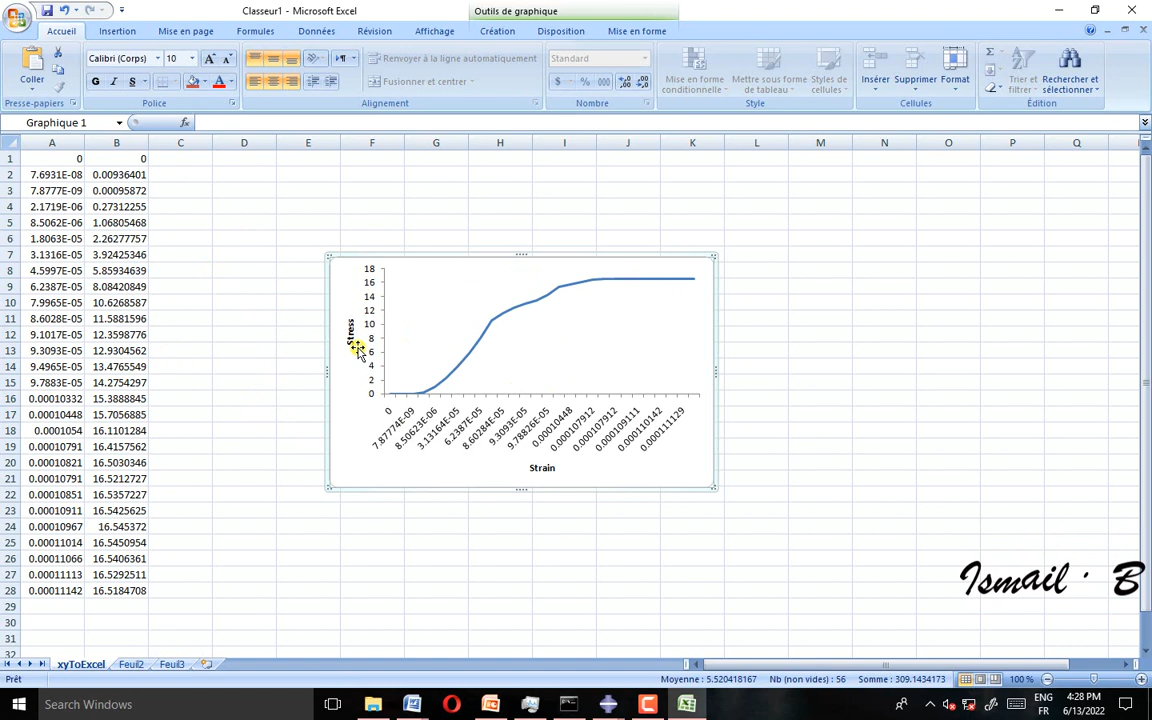 Classeur1 - Microsoft Excel
Outils de graphique
Accueil Insertion Mise en page Formules Données Révision Affichage Création Disposition Mise en forme
Coller
Presse-papiers
Calibri (Corps) 10
G I S
Police
Renvoyer à la ligne automatiquement
Fusionner et centrer
Alignement
Standard
$ % 000
Nombre
Mise en forme conditionnelle
Mettre sous forme de tableau
Styles de cellules
Style
Insérer Supprimer Format
Cellules
Trier et filtrer
Rechercher et sélectionner
Édition
Graphique 1
fx
A B C D E F G H I J K L M N O P Q
1 0 0
2 7.6931E-08 0.00936401
3 7.8777E-09 0.00095872
4 2.1719E-06 0.27312255
5 8.5062E-06 1.06805468
6 1.8063E-05 2.26277757
7 3.1316E-05 3.92425346
8 4.5997E-05 5.85934639
9 6.2387E-05 8.08420849
10 7.9965E-05 10.6268587
11 8.6028E-05 11.5881596
12 9.1017E-05 12.3598776
13 9.3093E-05 12.9304562
14 9.4965E-05 13.4765549
15 9.7883E-05 14.2754297
16 0.00010332 15.3888845
17 0.00010448 15.7056885
18 0.0001054 16.1101284
19 0.00010791 16.4157562
20 0.00010821 16.5030346
21 0.00010791 16.5212727
22 0.00010851 16.5357227
23 0.00010911 16.5425625
24 0.00010967 16.545372
25 0.00011014 16.5450954
26 0.00011066 16.5406361
27 0.00011113 16.5292511
28 0.00011142 16.5184708
29
30
31
32
18
16
14
12
10
8
6
4
2
0
Stress
0 7.87774E-09 8.50623E-06 3.13164E-05 6.2387E-05 8.60284E-05 9.3093E-05 9.78826E-05 0.00010448 0.000107912 0.000107912 0.000109111 0.000110142 0.000111129
Strain
Ismail · B
xyToExcel Feuil2 Feuil3
Prêt
Moyenne : 5.520418167 Nb (non vides) : 56 Somme : 309.1434173
100 %
Search Windows
ENG
FR
4:28 PM
6/13/2022